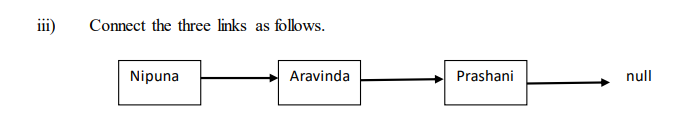 iii) Connect the three links as follows.
Nipuna Aravinda Prashani null